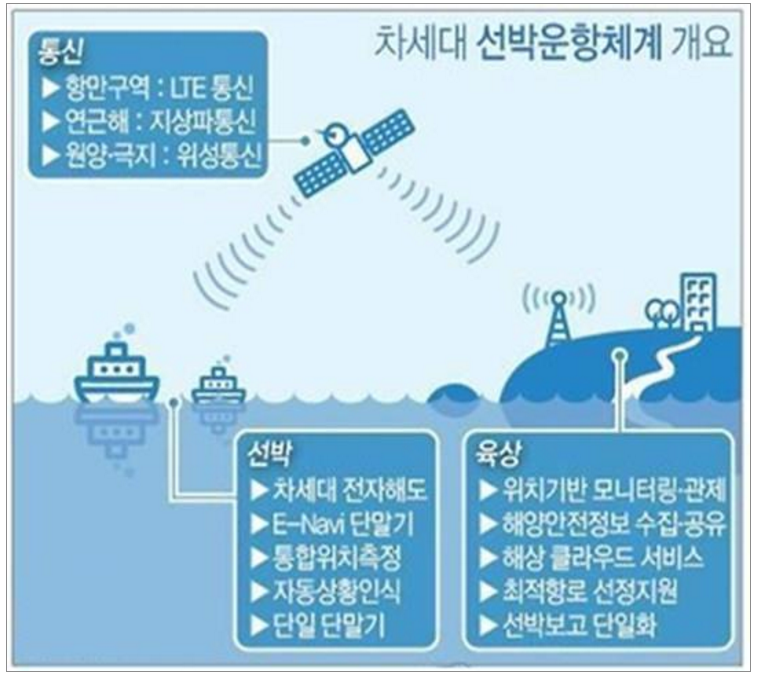 차세대 선박운항체계 개요
통신
▶항만구역 : LTE 통신
▶연근해 : 지상파통신
▶원양·극지 : 위성통신
선박
▶차세대 전자해도
▶E-Navi 단말기
▶통합위치측정
▶자동상황인식
▶단일 단말기
육상
▶위치기반 모니터링·관제
▶해양안전정보 수집·공유
▶해상 클라우드 서비스
▶최적항로 선정지원
▶선박보고 단일화